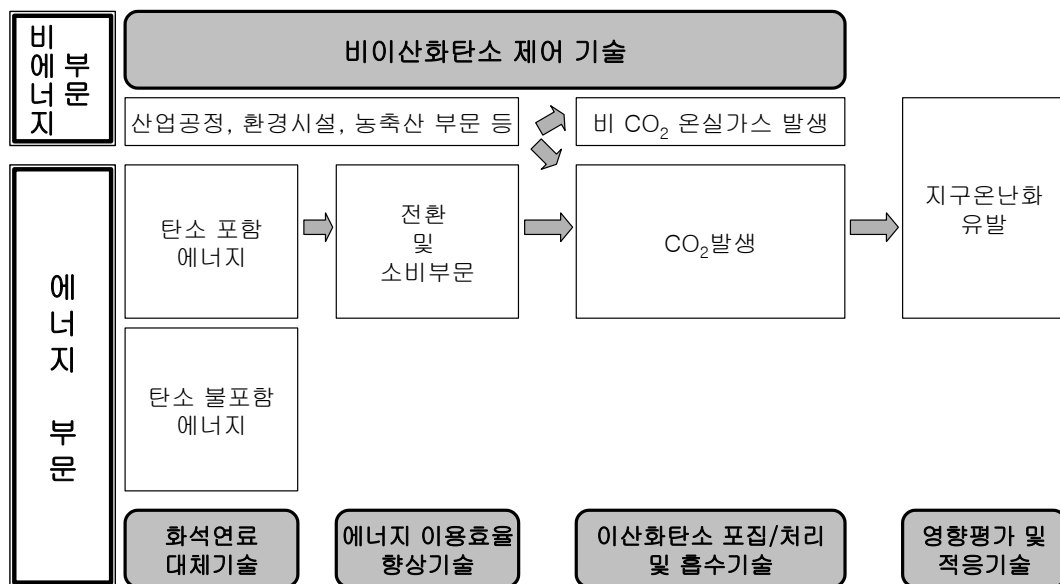 비에너지
부문
비이산화탄소 제어 기술
산업공정, 환경시설, 농축산 부문 등
비 CO₂ 온실가스 발생
에너지 부문
탄소 포함
에너지
전환
및
소비부문
CO₂발생
지구온난화
유발
탄소 불포함
에너지
화석연료
대체기술
에너지 이용효율
향상기술
이산화탄소 포집/처리
및 흡수기술
영향평가 및
적응기술